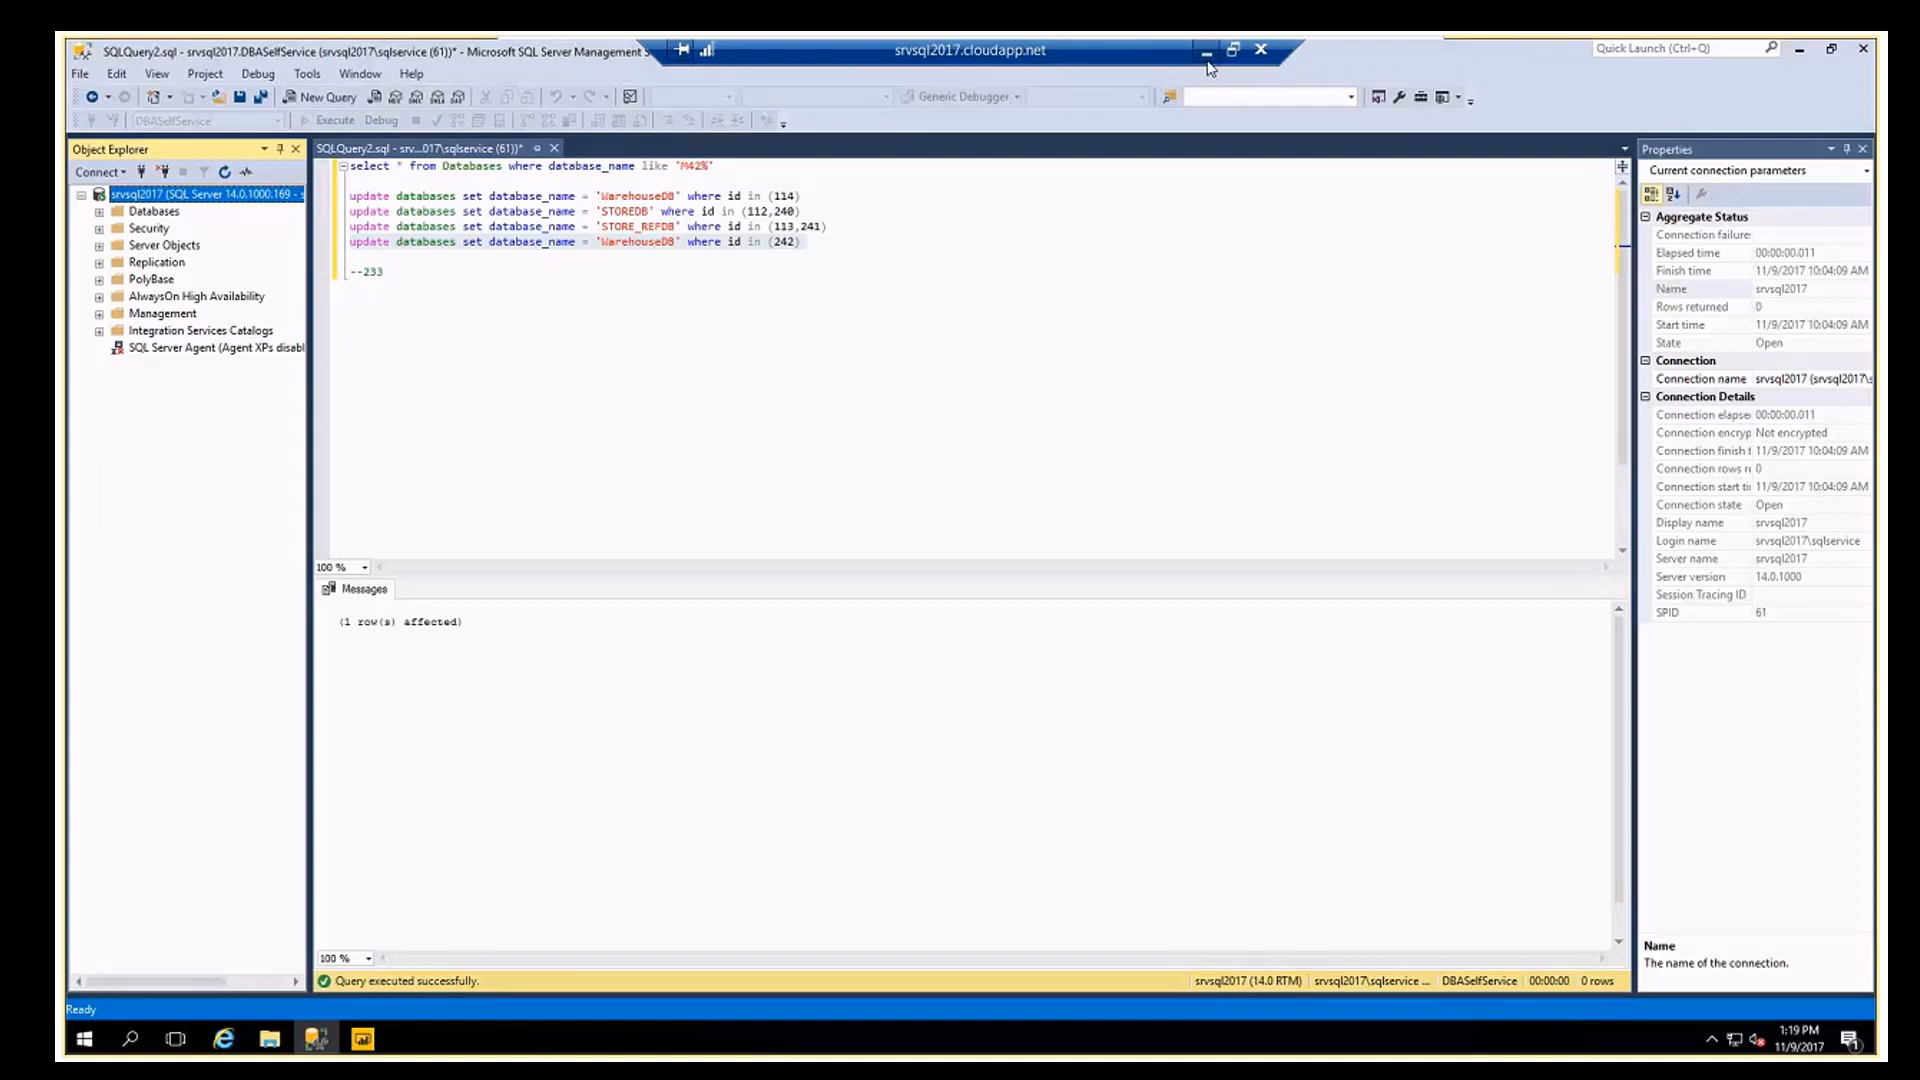 SQLQuery2.sql - srvsql2017.DBASelfService (srvsql2017\sqlservice (61))* - Microsoft SQL Server Management S
srvsql2017.cloudapp.net
Quick Launch (Ctrl+Q)
File Edit View Project Debug Tools Window Help
New Query
Generic Debugger
DBASelfService
Execute Debug
Object Explorer
Connect
srvsql2017 (SQL Server 14.0.1000.169 - s
Databases
Security
Server Objects
Replication
PolyBase
AlwaysOn High Availability
Management
Integration Services Catalogs
SQL Server Agent (Agent XPs disabl
SQLQuery2.sql - srv...017\sqlservice (61))*
select * from Databases where database_name like 'M42%'
update databases set database_name = 'WarehouseDB' where id in (114)
update databases set database_name = 'STOREDB' where id in (112,240)
update databases set database_name = 'STORE_REFDB' where id in (113,241)
update databases set database_name = 'WarehouseDB' where id in (242)
--233
100 %
Messages
(1 row(s) affected)
100 %
Query executed successfully.
srvsql2017 (14.0 RTM) srvsql2017\sqlservice ... DBASelfService 00:00:00 0 rows
Properties
Current connection parameters
Aggregate Status
Connection failure
Elapsed time 00:00:00.011
Finish time 11/9/2017 10:04:09 AM
Name srvsql2017
Rows returned 0
Start time 11/9/2017 10:04:09 AM
State Open
Connection
Connection name srvsql2017 (srvsql2017\s
Connection Details
Connection elapse 00:00:00.011
Connection encryp Not encrypted
Connection finish t 11/9/2017 10:04:09 AM
Connection rows r 0
Connection start ti 11/9/2017 10:04:09 AM
Connection state Open
Display name srvsql2017
Login name srvsql2017\sqlservice
Server name srvsql2017
Server version 14.0.1000
Session Tracing ID
SPID 61
Name
The name of the connection.
Ready
1:19 PM
11/9/2017
1